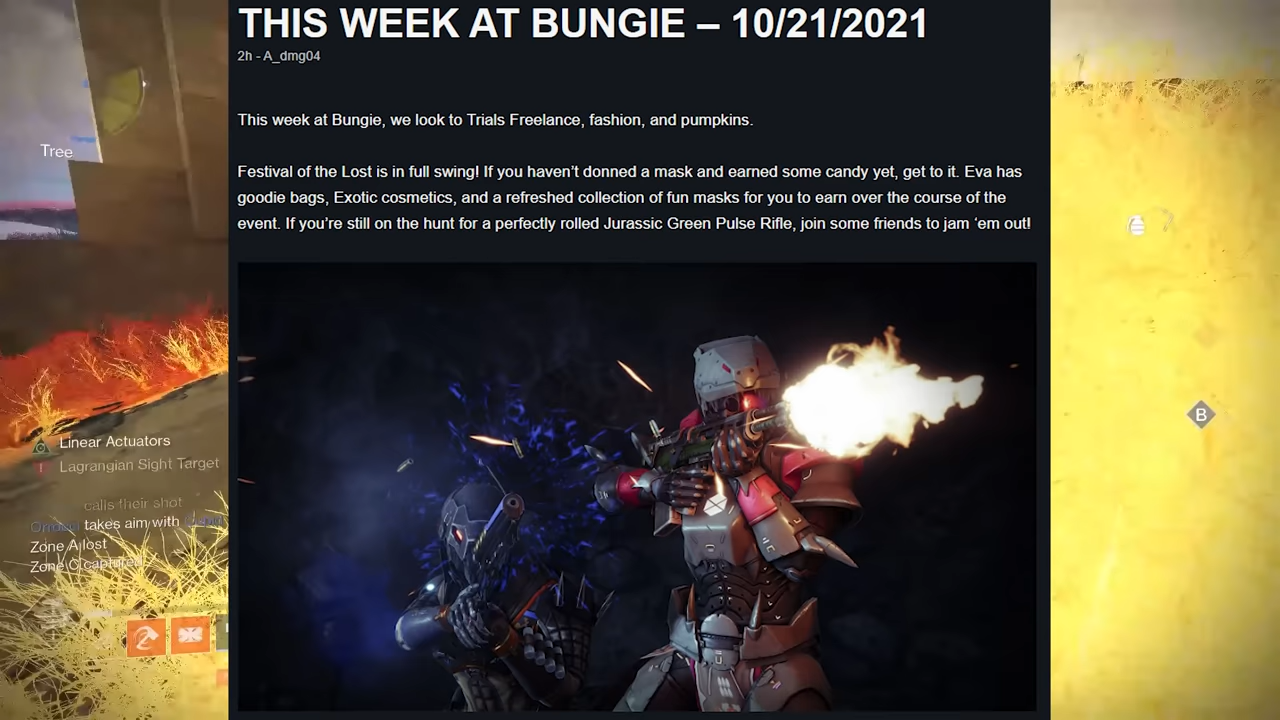 THIS WEEK AT BUNGIE – 10/21/2021
2h - A_dmg04
This week at Bungie, we look to Trials Freelance, fashion, and pumpkins.
Festival of the Lost is in full swing! If you haven’t donned a mask and earned some candy yet, get to it. Eva has
goodie bags, Exotic cosmetics, and a refreshed collection of fun masks for you to earn over the course of the
event. If you’re still on the hunt for a perfectly rolled Jurassic Green Pulse Rifle, join some friends to jam ‘em out!
Tree
Linear Actuators
Lagrangian Sight Target
calls their shot
takes aim with
Zone A lost
Zone C captured
B